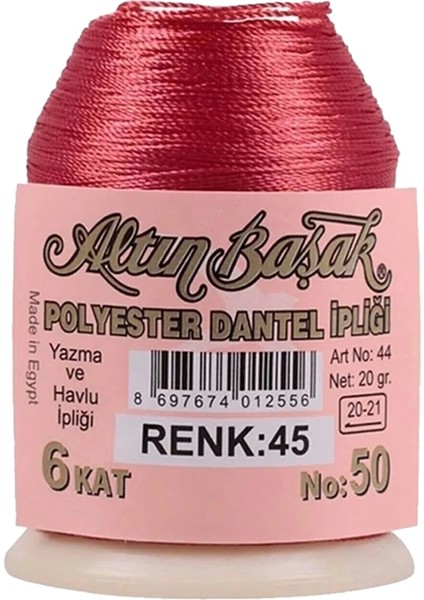 Altın Başak®
POLYESTER DANTEL İPLİĞİ
Made in Egypt
Yazma
ve
Havlu
İpliği
8 697674 012556
Art No: 44
Net: 20 gr.
20-21
RENK:45
6 KAT
No:50